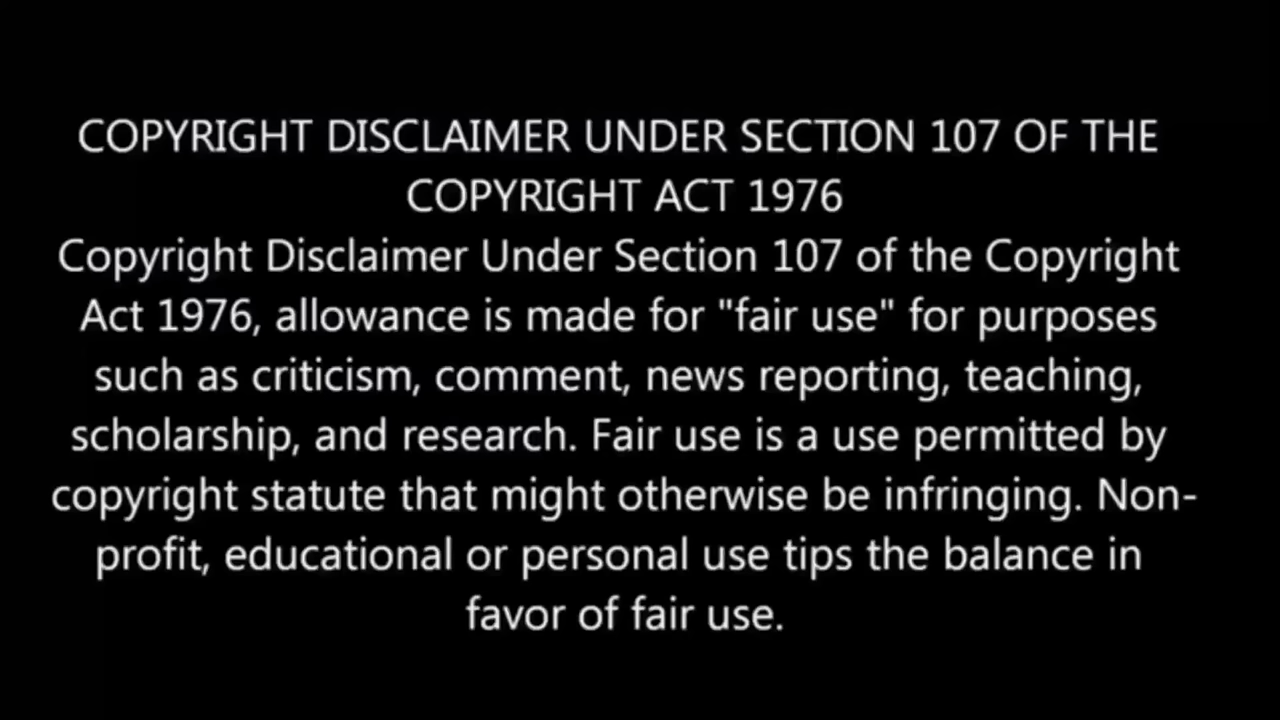 COPYRIGHT DISCLAIMER UNDER SECTION 107 OF THE
COPYRIGHT ACT 1976
Copyright Disclaimer Under Section 107 of the Copyright
Act 1976, allowance is made for "fair use" for purposes
such as criticism, comment, news reporting, teaching,
scholarship, and research. Fair use is a use permitted by
copyright statute that might otherwise be infringing. Non-
profit, educational or personal use tips the balance in
favor of fair use.